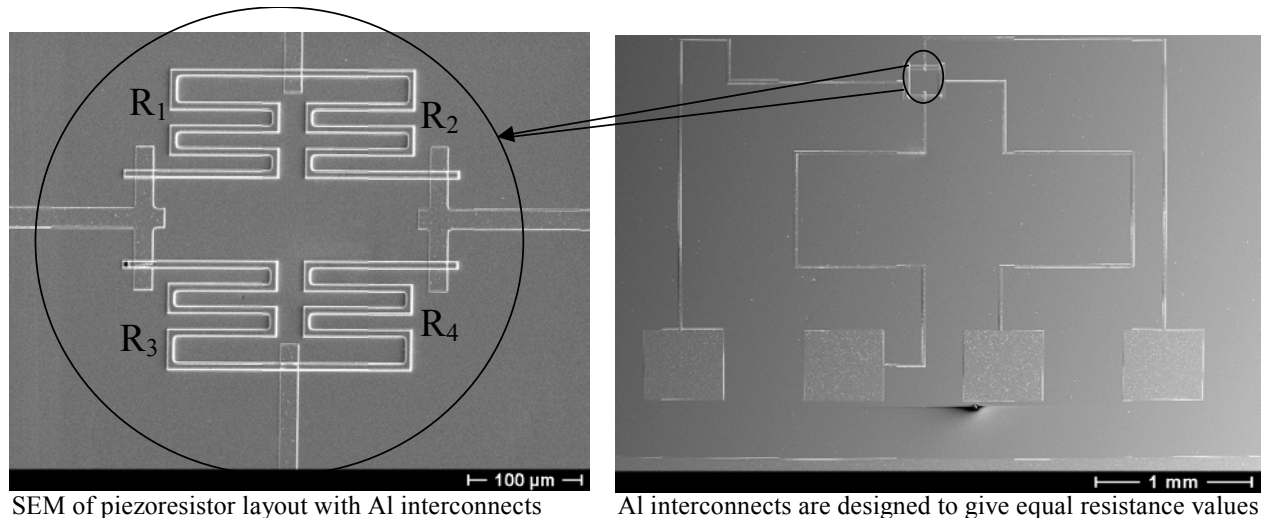 R₁
R₂
R₃
R₄
100 µm
1 mm
SEM of piezoresistor layout with Al interconnects
Al interconnects are designed to give equal resistance values